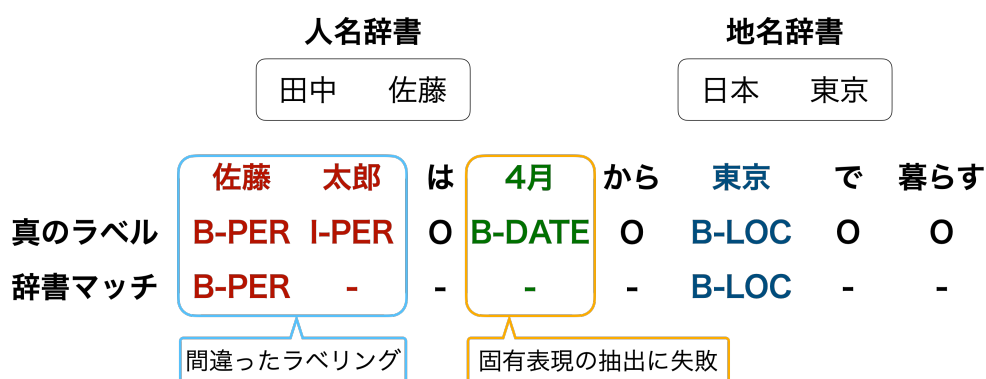 人名辞書 地名辞書
田中 佐藤 日本 東京
佐藤 太郎 は 4月 から 東京 で 暮らす
真のラベル B-PER I-PER O B-DATE O B-LOC O O
辞書マッチ B-PER - - - - B-LOC - -
間違ったラベリング 固有表現の抽出に失敗